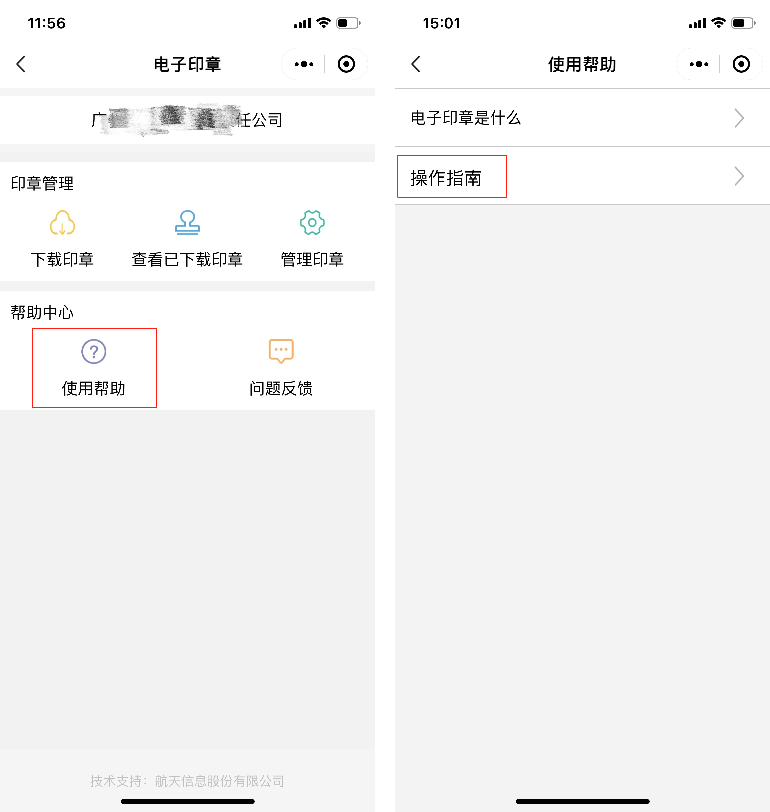 11:56
电子印章
广 任公司
印章管理
下载印章 查看已下载印章 管理印章
帮助中心
使用帮助 问题反馈
技术支持：航天信息股份有限公司
15:01
使用帮助
电子印章是什么
操作指南